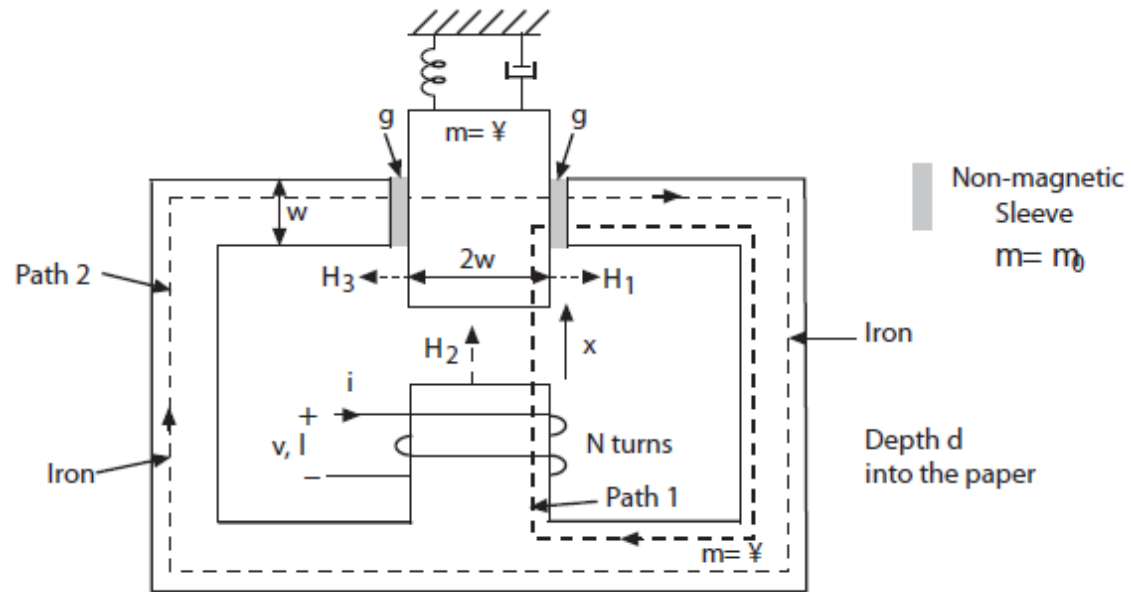 g
m= ¥
g
w
Non-magnetic
Sleeve
m= m0
Path 2
H3
2w
H1
H2
x
Iron
i
+
v, l
−
N turns
Iron
Path 1
Depth d
into the paper
m= ¥